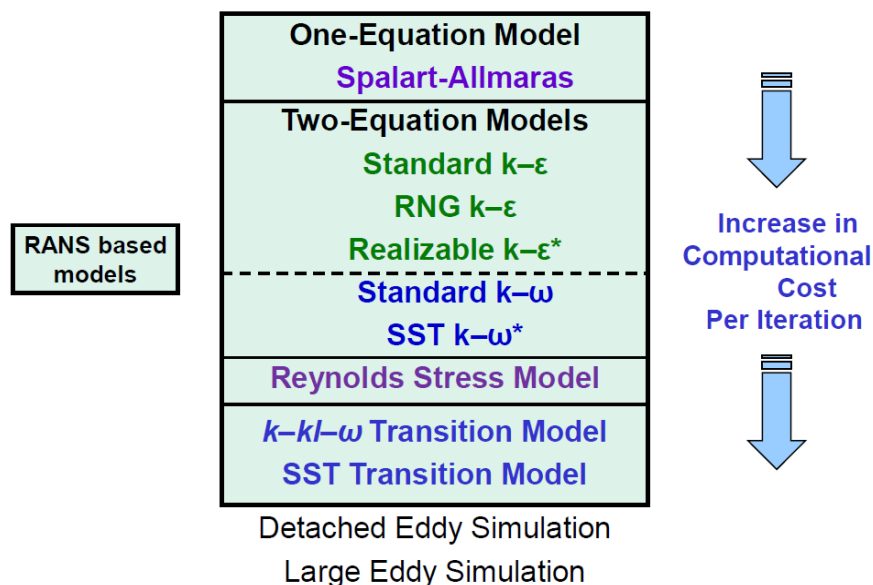 One-Equation Model
Spalart-Allmaras
Two-Equation Models
Standard k–ε
RNG k–ε
Realizable k–ε*
Standard k–ω
SST k–ω*
Reynolds Stress Model
k–kl–ω Transition Model
SST Transition Model
Detached Eddy Simulation
Large Eddy Simulation
RANS based
models
Increase in
Computational
Cost
Per Iteration